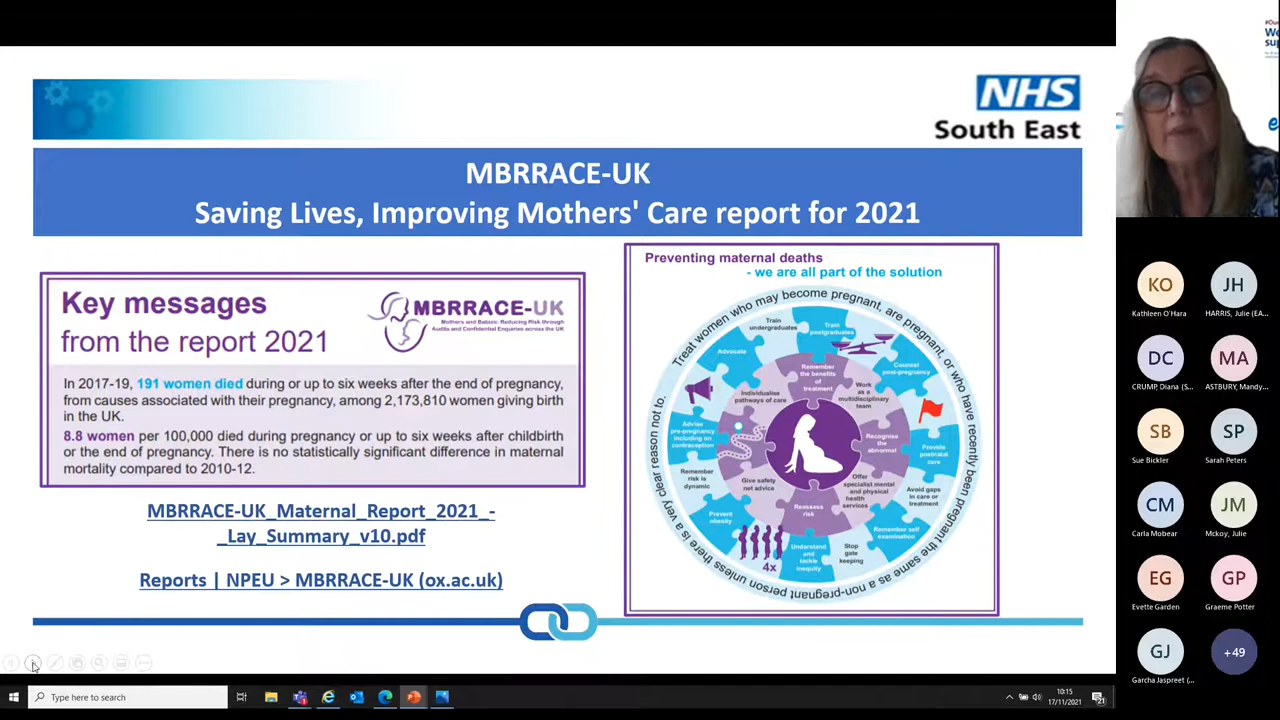 NHS
South East
MBRRACE-UK
Saving Lives, Improving Mothers' Care report for 2021
Key messages
from the report 2021
MBRRACE-UK
Mothers and Babies: Reducing Risk through
Audits and Confidential Enquiries across the UK
In 2017-19, 191 women died during or up to six weeks after the end of pregnancy,
from causes associated with their pregnancy, among 2,173,810 women giving birth
in the UK.
8.8 women per 100,000 died during pregnancy or up to six weeks after childbirth
or the end of pregnancy. There is no statistically significant difference in maternal
mortality compared to 2010-12.
MBRRACE-UK_Maternal_Report_2021_-
_Lay_Summary_v10.pdf
Reports | NPEU > MBRRACE-UK (ox.ac.uk)
Preventing maternal deaths
- we are all part of the solution
Treat women who may become pregnant, are pregnant, or who have recently been pregnant the same as a non-pregnant person unless there is a very clear reason not to.
Train
undergraduates
Train
postgraduates
Counsel
post-pregnancy
Provide
postnatal
care
Avoid gaps
in care or
treatment
Remember self
examination
Stop
gate
keeping
Understand
and
tackle
inequity
4x
Prevent
obesity
Remember
risk is
dynamic
Advise
pre-pregnancy
including on
contraception
Advocate
Remember
the benefits
of
treatment
Work
as a
multidisciplinary
team
Recognise
the
abnormal
Offer
specialist mental
and physical
health
services
Reassess
risk
Give safety
net advice
Individualise
pathways of care
KO
Kathleen O'Hara
JH
HARRIS, Julie (EA...
DC
CRUMP, Diana (S...
MA
ASTBURY, Mandy...
SB
Sue Bickler
SP
Sarah Peters
CM
Carla Mobear
JM
Mckoy, Julie
EG
Evette Garden
GP
Graeme Potter
GJ
Garcha Jaspreet (...
+49
Type here to search
10:15
17/11/2021
21